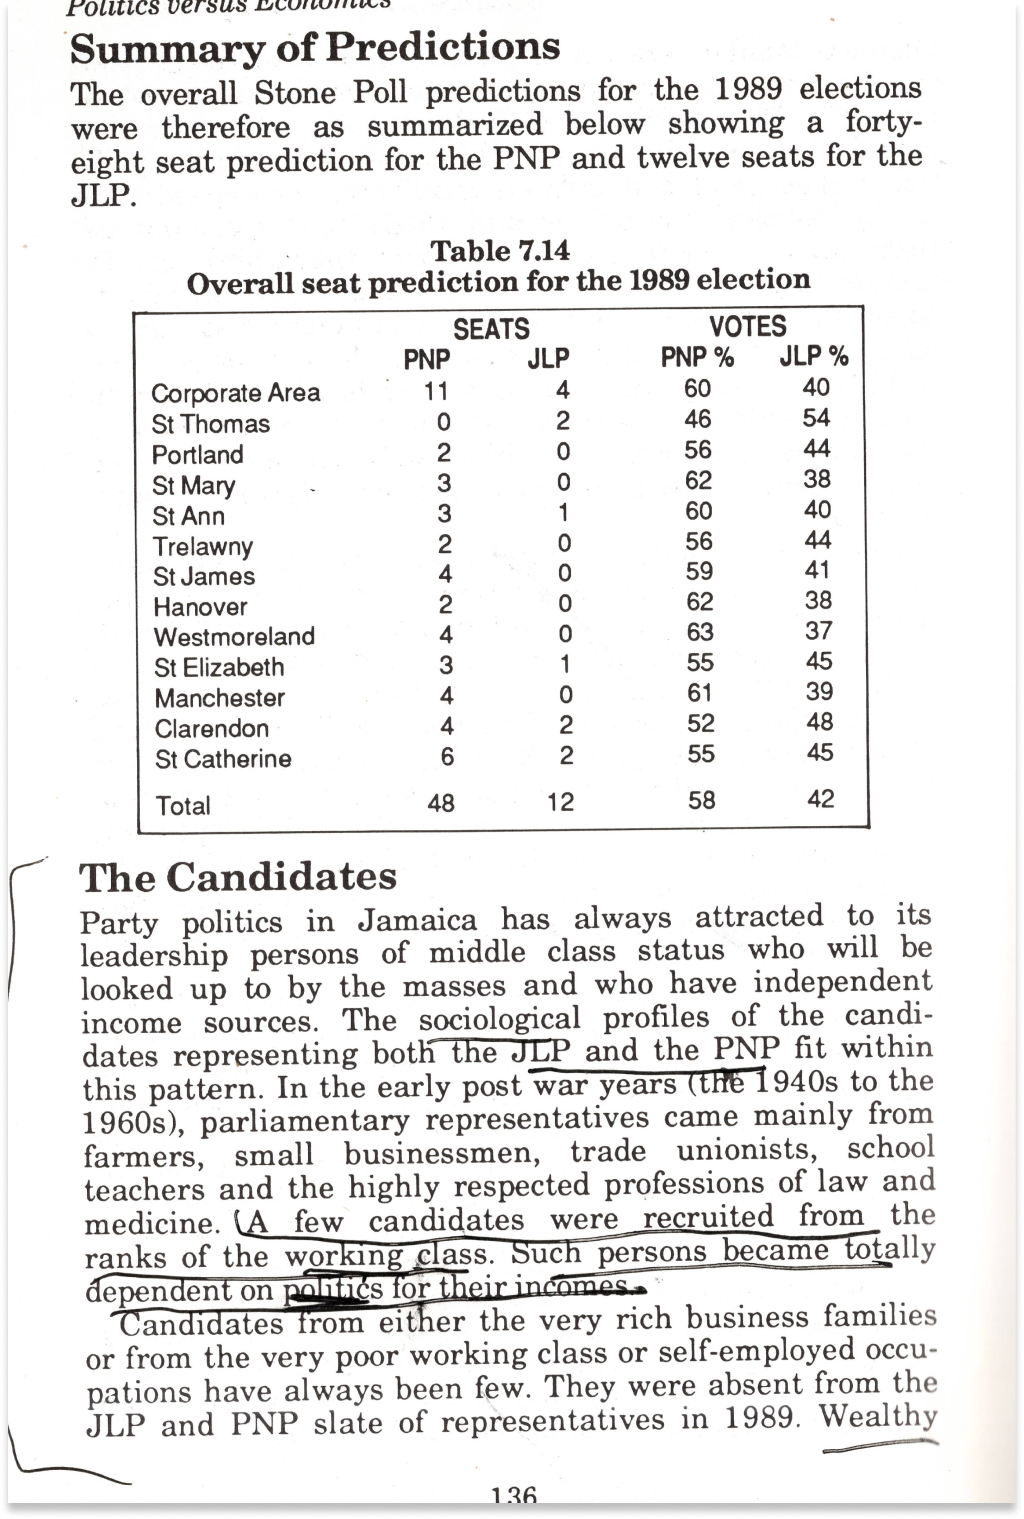 Politics versus Economics
Summary of Predictions
The overall Stone Poll predictions for the 1989 elections
were therefore as summarized below showing a forty-
eight seat prediction for the PNP and twelve seats for the
JLP.
Table 7.14
Overall seat prediction for the 1989 election
SEATS VOTES
PNP JLP PNP % JLP %
Corporate Area 11 4 60 40
St Thomas 0 2 46 54
Portland 2 0 56 44
St Mary 3 0 62 38
St Ann 3 1 60 40
Trelawny 2 0 56 44
St James 4 0 59 41
Hanover 2 0 62 38
Westmoreland 4 0 63 37
St Elizabeth 3 1 55 45
Manchester 4 0 61 39
Clarendon 4 2 52 48
St Catherine 6 2 55 45
Total 48 12 58 42
The Candidates
Party politics in Jamaica has always attracted to its
leadership persons of middle class status who will be
looked up to by the masses and who have independent
income sources. The sociological profiles of the candi-
dates representing both the JLP and the PNP fit within
this pattern. In the early post war years (the 1940s to the
1960s), parliamentary representatives came mainly from
farmers, small businessmen, trade unionists, school
teachers and the highly respected professions of law and
medicine. (A few candidates were recruited from the
ranks of the working class. Such persons became totally
dependent on politics for their incomes.
Candidates from either the very rich business families
or from the very poor working class or self-employed occu-
pations have always been few. They were absent from the
JLP and PNP slate of representatives in 1989. Wealthy
136